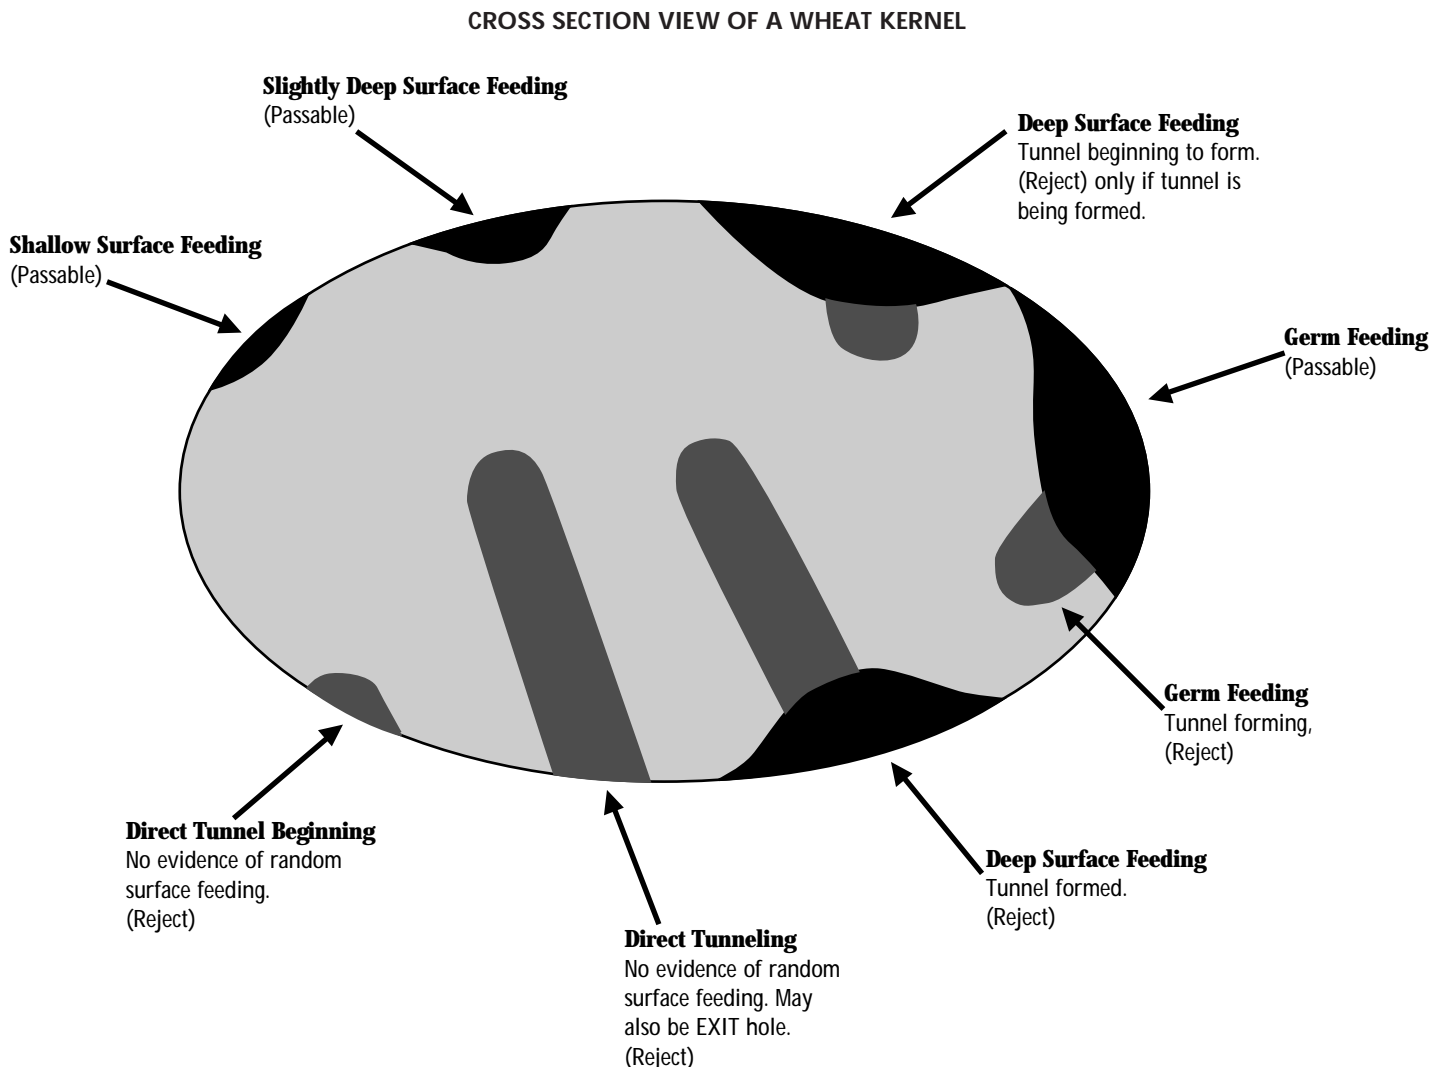 CROSS SECTION VIEW OF A WHEAT KERNEL
Slightly Deep Surface Feeding
(Passable)
Deep Surface Feeding
Tunnel beginning to form.
(Reject) only if tunnel is
being formed.
Shallow Surface Feeding
(Passable)
Germ Feeding
(Passable)
Germ Feeding
Tunnel forming,
(Reject)
Direct Tunnel Beginning
No evidence of random
surface feeding.
(Reject)
Deep Surface Feeding
Tunnel formed.
(Reject)
Direct Tunneling
No evidence of random
surface feeding. May
also be EXIT hole.
(Reject)